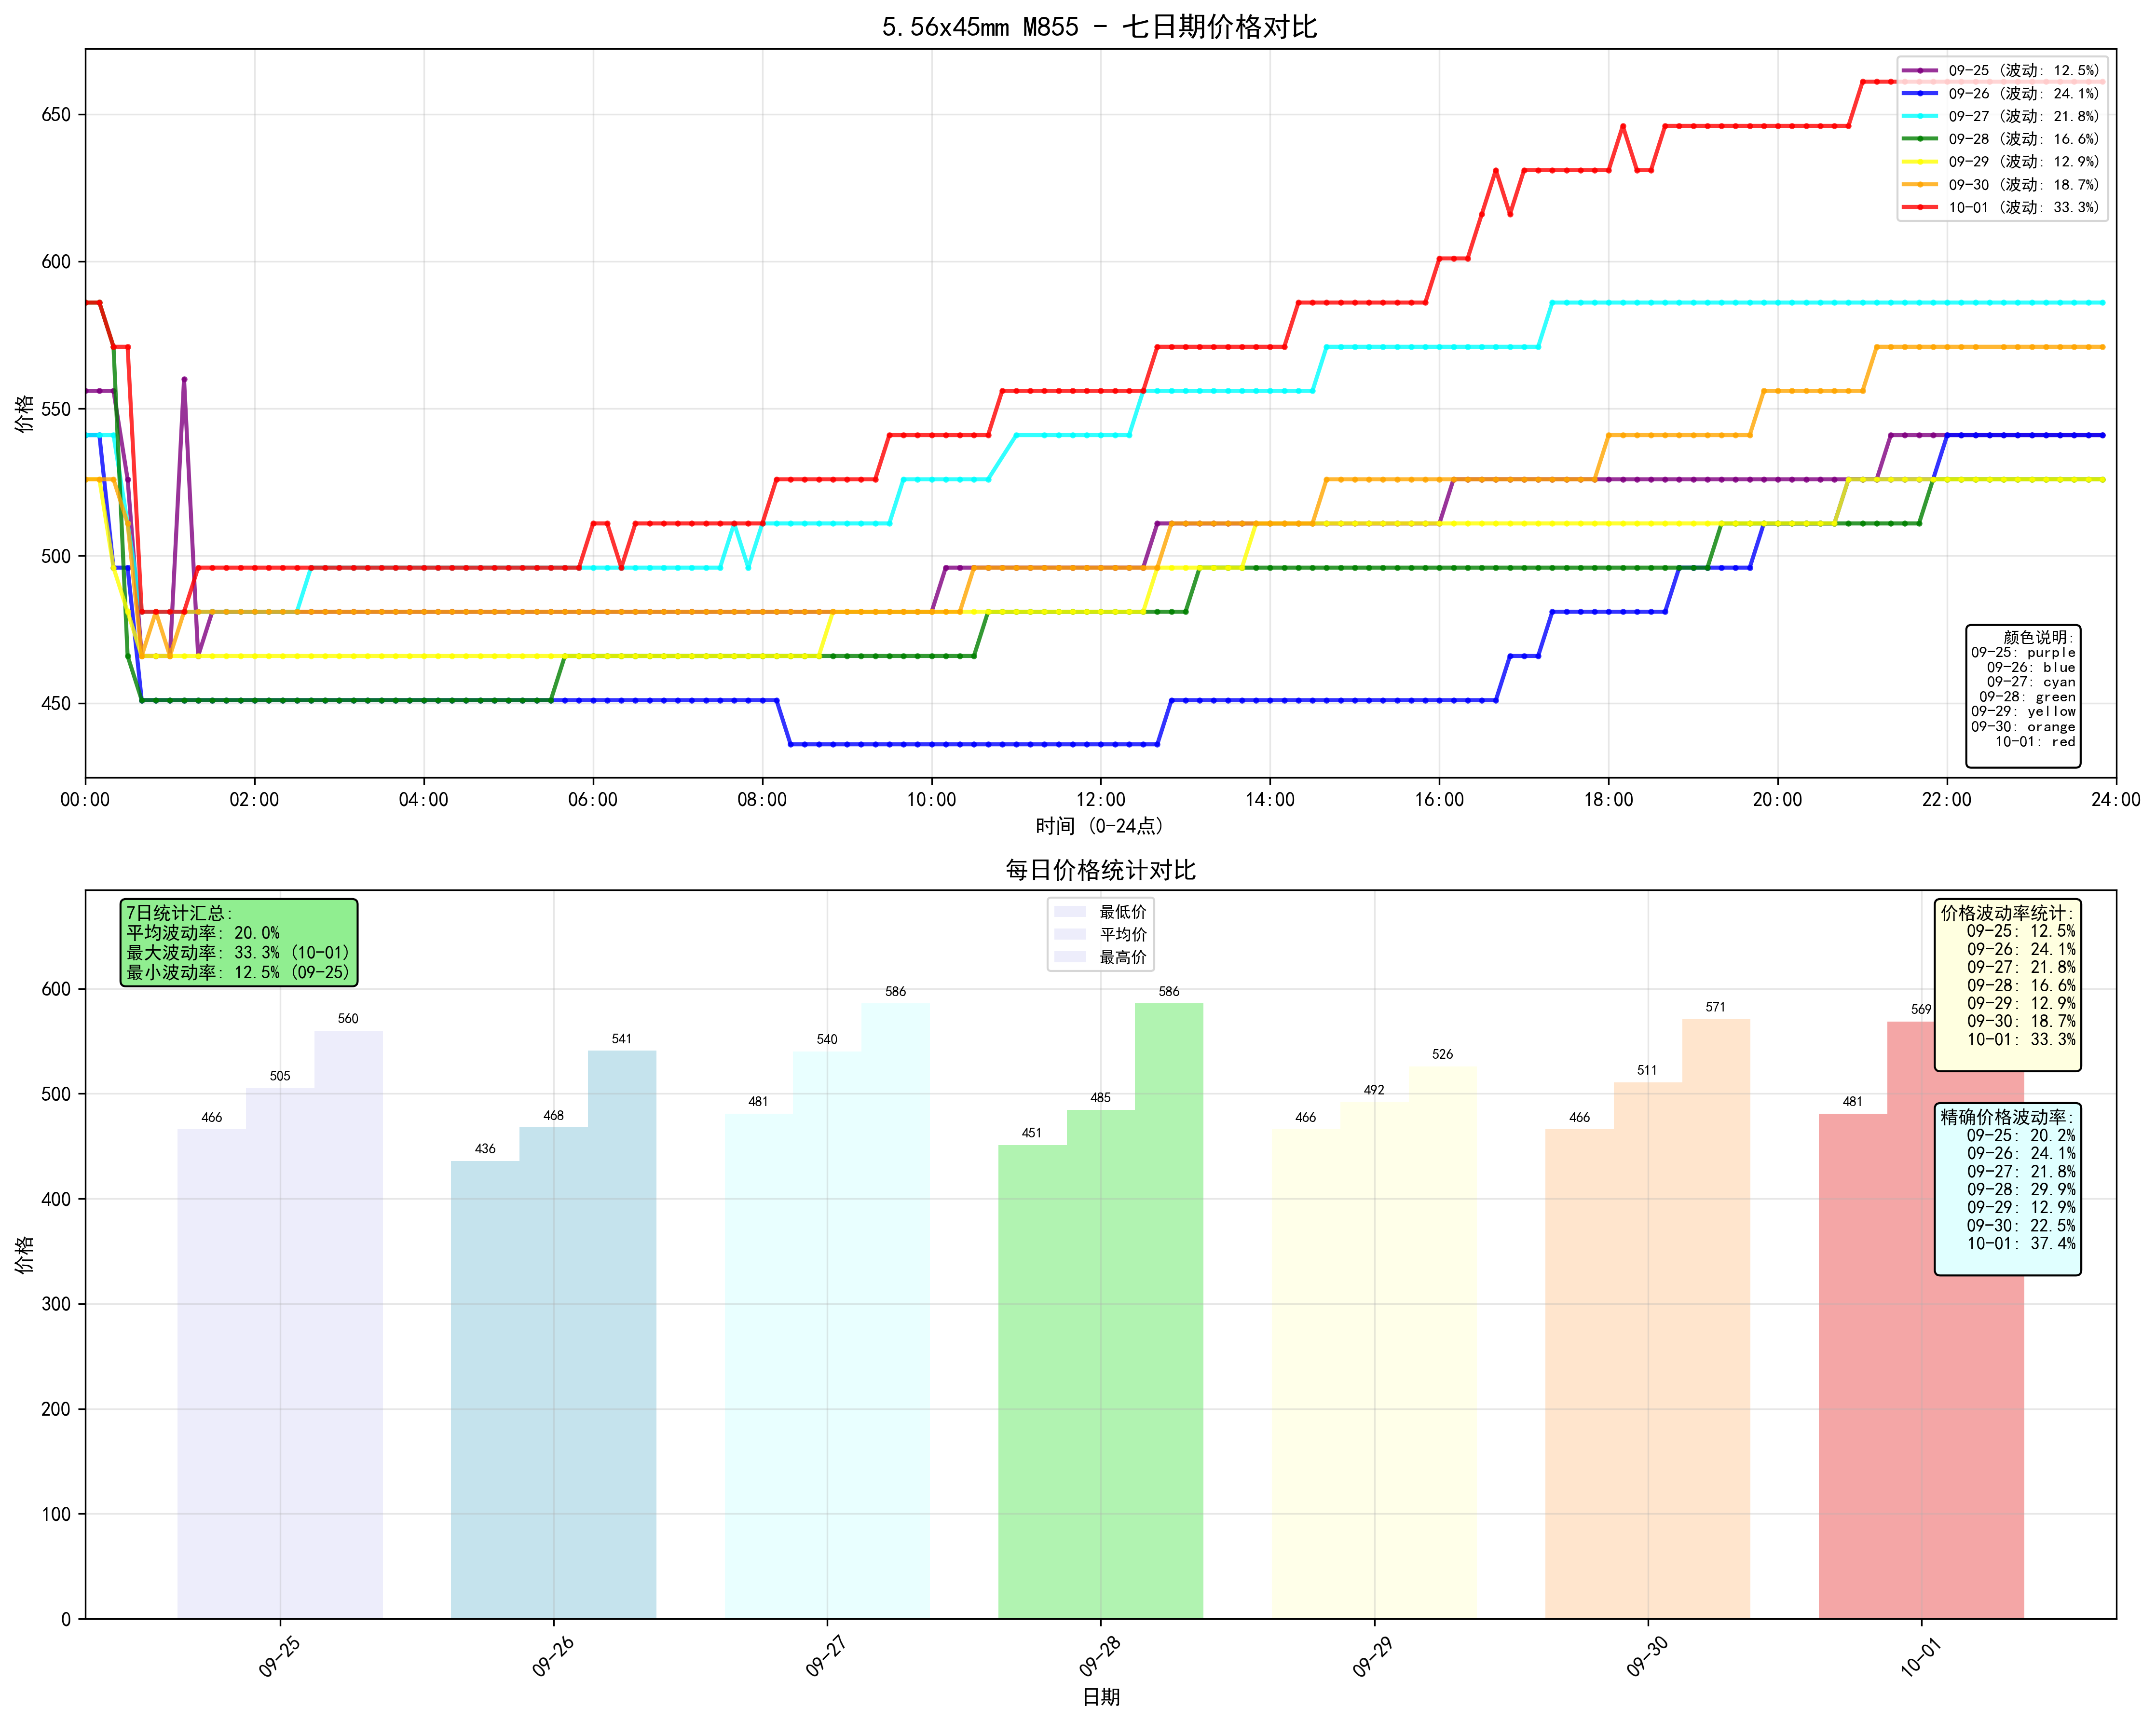 5.56x45mm M855 - 七日期价格对比
价格
650
600
550
500
450
09-25 (波动: 12.5%)
09-26 (波动: 24.1%)
09-27 (波动: 21.8%)
09-28 (波动: 16.6%)
09-29 (波动: 12.9%)
09-30 (波动: 18.7%)
10-01 (波动: 33.3%)
颜色说明:
09-25: purple
09-26: blue
09-27: cyan
09-28: green
09-29: yellow
09-30: orange
10-01: red
00:00 02:00 04:00 06:00 08:00 10:00 12:00 14:00 16:00 18:00 20:00 22:00 24:00
时间 (0-24点)
每日价格统计对比
价格
600
500
400
300
200
100
0
7日统计汇总:
平均波动率: 20.0%
最大波动率: 33.3% (10-01)
最小波动率: 12.5% (09-25)
最低价
平均价
最高价
价格波动率统计:
09-25: 12.5%
09-26: 24.1%
09-27: 21.8%
09-28: 16.6%
09-29: 12.9%
09-30: 18.7%
10-01: 33.3%
精确价格波动率:
09-25: 20.2%
09-26: 24.1%
09-27: 21.8%
09-28: 29.9%
09-29: 12.9%
09-30: 22.5%
10-01: 37.4%
466 505 560
436 468 541
481 540 586
451 485 586
466 492 526
466 511 571
481 569
09-25 09-26 09-27 09-28 09-29 09-30 10-01
日期